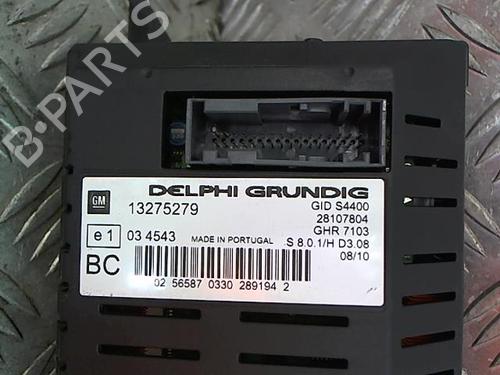 B-PARTS
DELPHI GRUNDIG
GM 13275279 GID S4400
28107804
GHR 7103
e1 03 4543 MADE IN PORTUGAL .S 8.0.1/H D3.08
BC 08/10
02 56587 0330 289194 2